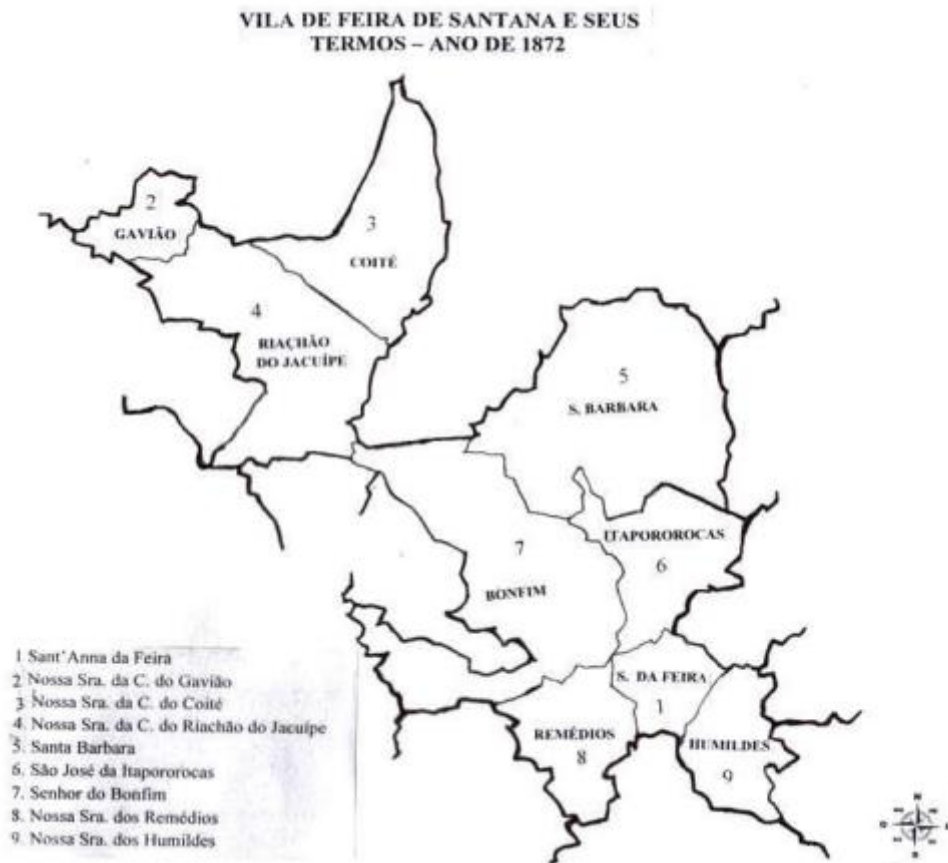 VILA DE FEIRA DE SANTANA E SEUS
TERMOS – ANO DE 1872
2
GAVIÃO
3
COITÉ
4
RIACHÃO
DO JACUÍPE
5
S. BARBARA
ITAPOROROCAS
6
7
BONFIM
S. DA FEIRA
1
REMÉDIOS
8
HUMILDES
9
1 Sant'Anna da Feira
2 Nossa Sra. da C. do Gavião
3 Nossa Sra. da C. do Coité
4. Nossa Sra. da C. do Riachão do Jacuípe
5. Santa Barbara
6. São José da Itapororocas
7. Senhor do Bonfim
8. Nossa Sra. dos Remédios
9. Nossa Sra. dos Humildes